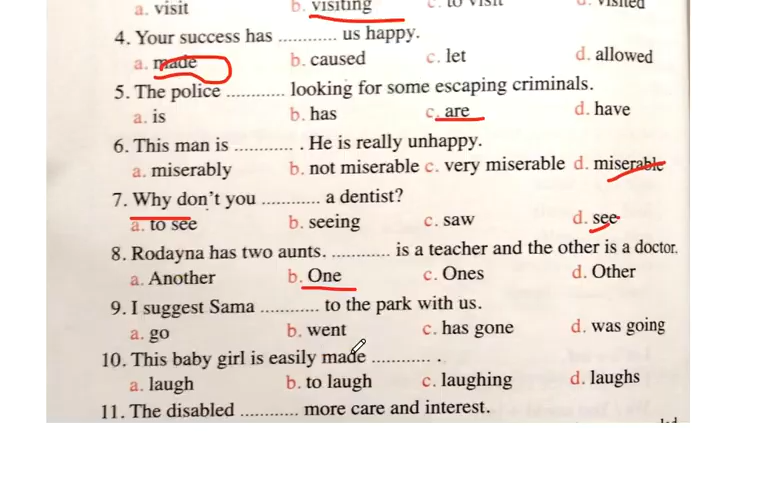 a. visit b. visiting c. to visit d. visited
4. Your success has ............ us happy.
a. made b. caused c. let d. allowed
5. The police ............ looking for some escaping criminals.
a. is b. has c. are d. have
6. This man is ............ . He is really unhappy.
a. miserably b. not miserable c. very miserable d. miserable
7. Why don't you ............ a dentist?
a. to see b. seeing c. saw d. see
8. Rodayna has two aunts. ............ is a teacher and the other is a doctor.
a. Another b. One c. Ones d. Other
9. I suggest Sama ............ to the park with us.
a. go b. went c. has gone d. was going
10. This baby girl is easily made ............ .
a. laugh b. to laugh c. laughing d. laughs
11. The disabled ............ more care and interest.